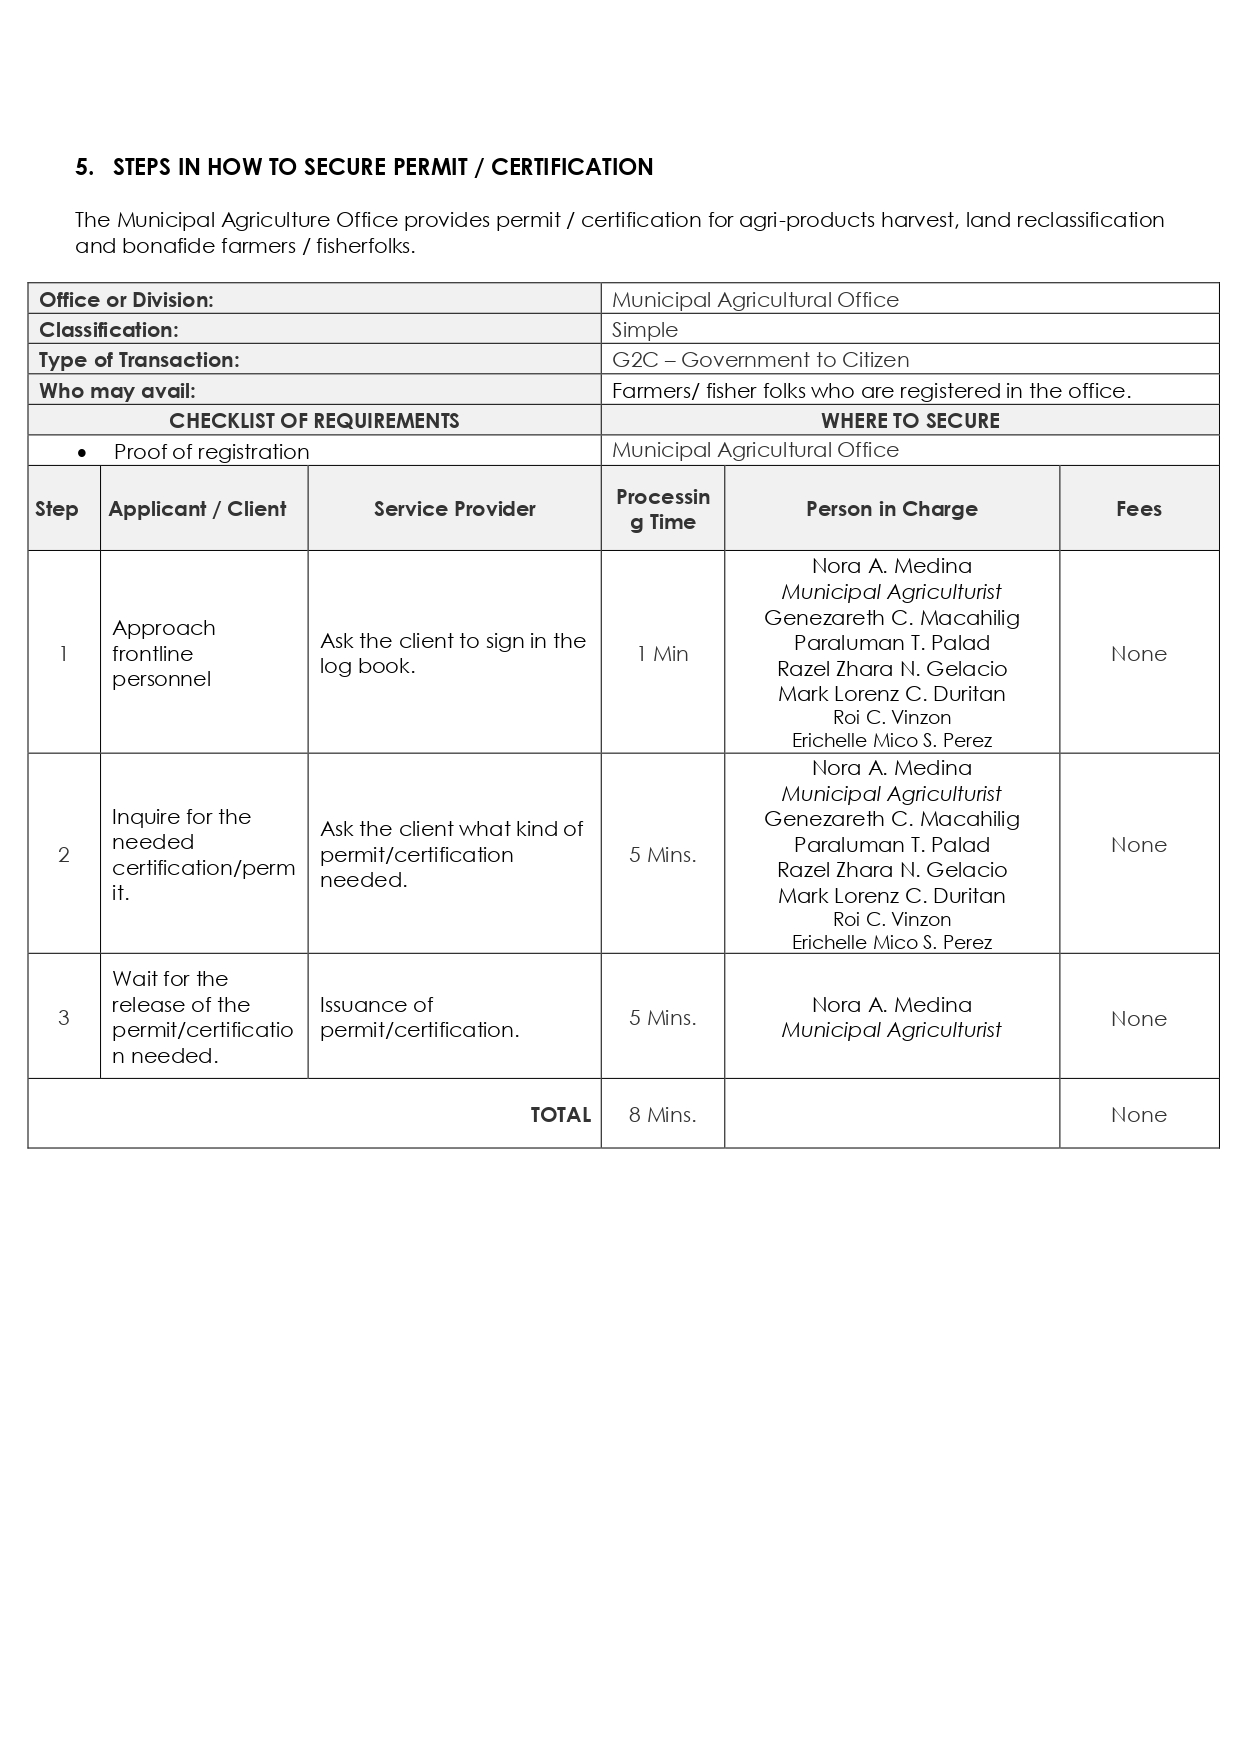 5. STEPS IN HOW TO SECURE PERMIT / CERTIFICATION
The Municipal Agriculture Office provides permit / certification for agri-products harvest, land reclassification
and bonafide farmers / fisherfolks.
Office or Division: Municipal Agricultural Office
Classification: Simple
Type of Transaction: G2C – Government to Citizen
Who may avail: Farmers/ fisher folks who are registered in the office.
CHECKLIST OF REQUIREMENTS WHERE TO SECURE
• Proof of registration Municipal Agricultural Office
Step
Applicant / Client
Service Provider
Processin
g Time
Person in Charge
Fees
1
Approach
frontline
personnel
Ask the client to sign in the
log book.
1 Min
Nora A. Medina
Municipal Agriculturist
Genezareth C. Macahilig
Paraluman T. Palad
Razel Zhara N. Gelacio
Mark Lorenz C. Duritan
Roi C. Vinzon
Erichelle Mico S. Perez
None
2
Inquire for the
needed
certification/perm
it.
Ask the client what kind of
permit/certification
needed.
5 Mins.
Nora A. Medina
Municipal Agriculturist
Genezareth C. Macahilig
Paraluman T. Palad
Razel Zhara N. Gelacio
Mark Lorenz C. Duritan
Roi C. Vinzon
Erichelle Mico S. Perez
None
3
Wait for the
release of the
permit/certificatio
n needed.
Issuance of
permit/certification.
5 Mins.
Nora A. Medina
Municipal Agriculturist
None
TOTAL 8 Mins. None